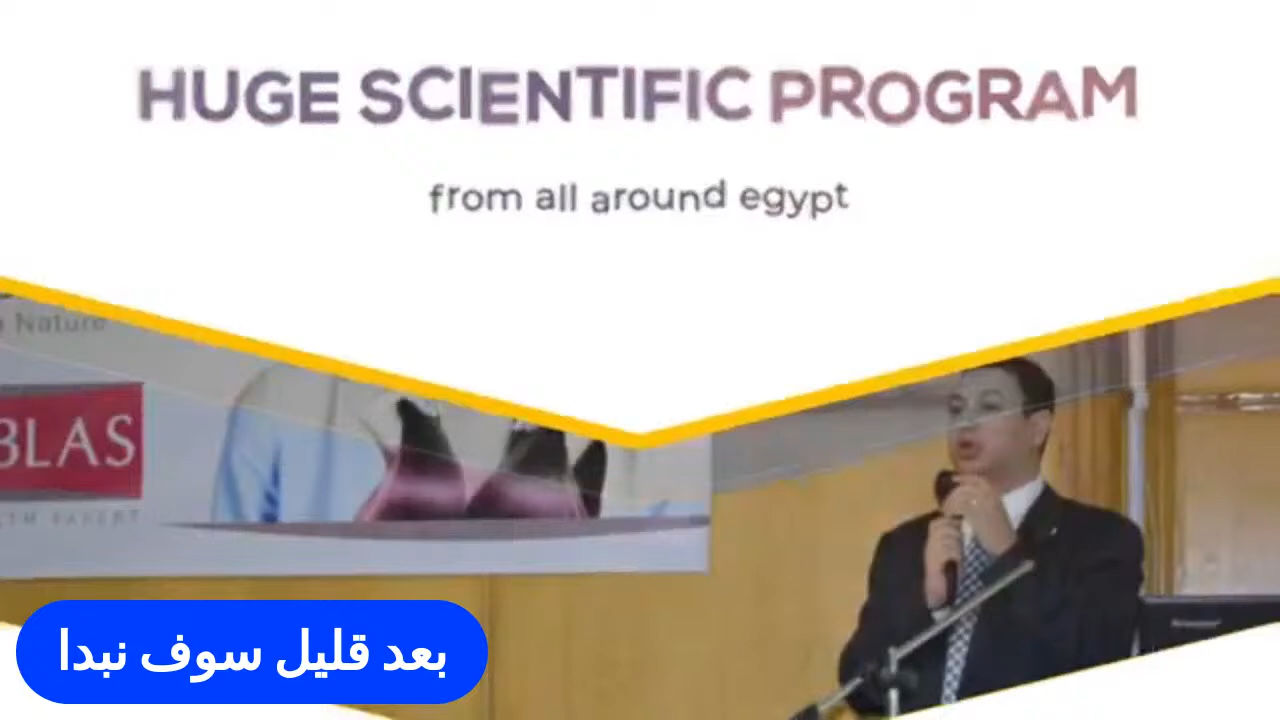 HUGE SCIENTIFIC PROGRAM
from all around egypt
Nature
BLAS
بعد قليل سوف نبدا